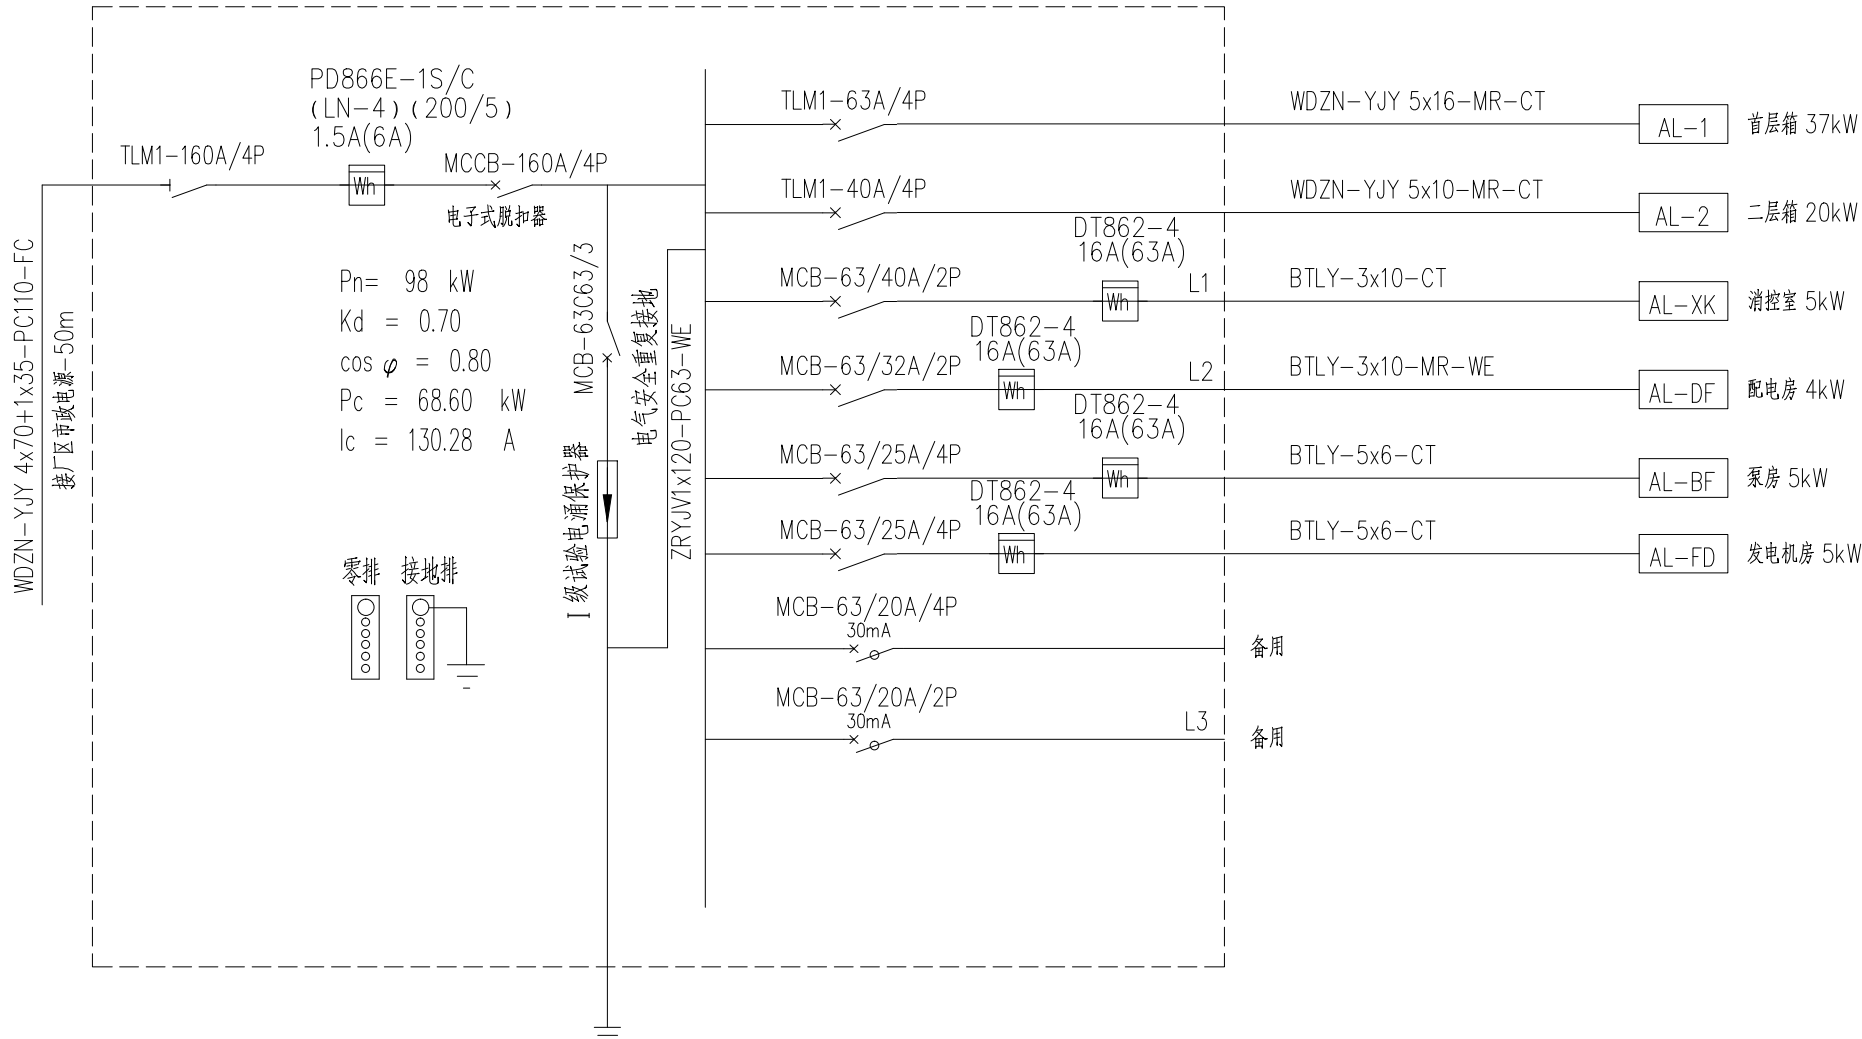 WDZN-YJY 4x70+1x35-PC110-FC
接厂区市政电源-50m
TLM1-160A/4P
PD866E-1S/C
(LN-4)(200/5)
1.5A(6A)
Wh
MCCB-160A/4P
电子式脱扣器
Pn= 98 kW
Kd = 0.70
cos φ = 0.80
Pc = 68.60 kW
Ic = 130.28 A
零排
接地排
MCB-63C63/3
I 级试验电涌保护器
电气安全重复接地
ZRYJV1x120-PC63-WE
TLM1-63A/4P
WDZN-YJY 5x16-MR-CT
AL-1
首层箱 37kW
TLM1-40A/4P
WDZN-YJY 5x10-MR-CT
AL-2
二层箱 20kW
MCB-63/40A/2P
DT862-4
16A(63A)
Wh
L1
BTLY-3x10-CT
AL-XK
消控室 5kW
MCB-63/32A/2P
DT862-4
16A(63A)
Wh
L2
BTLY-3x10-MR-WE
AL-DF
配电房 4kW
MCB-63/25A/4P
DT862-4
16A(63A)
Wh
BTLY-5x6-CT
AL-BF
泵房 5kW
MCB-63/25A/4P
DT862-4
16A(63A)
Wh
BTLY-5x6-CT
AL-FD
发电机房 5kW
MCB-63/20A/4P
30mA
备用
MCB-63/20A/2P
30mA
L3
备用